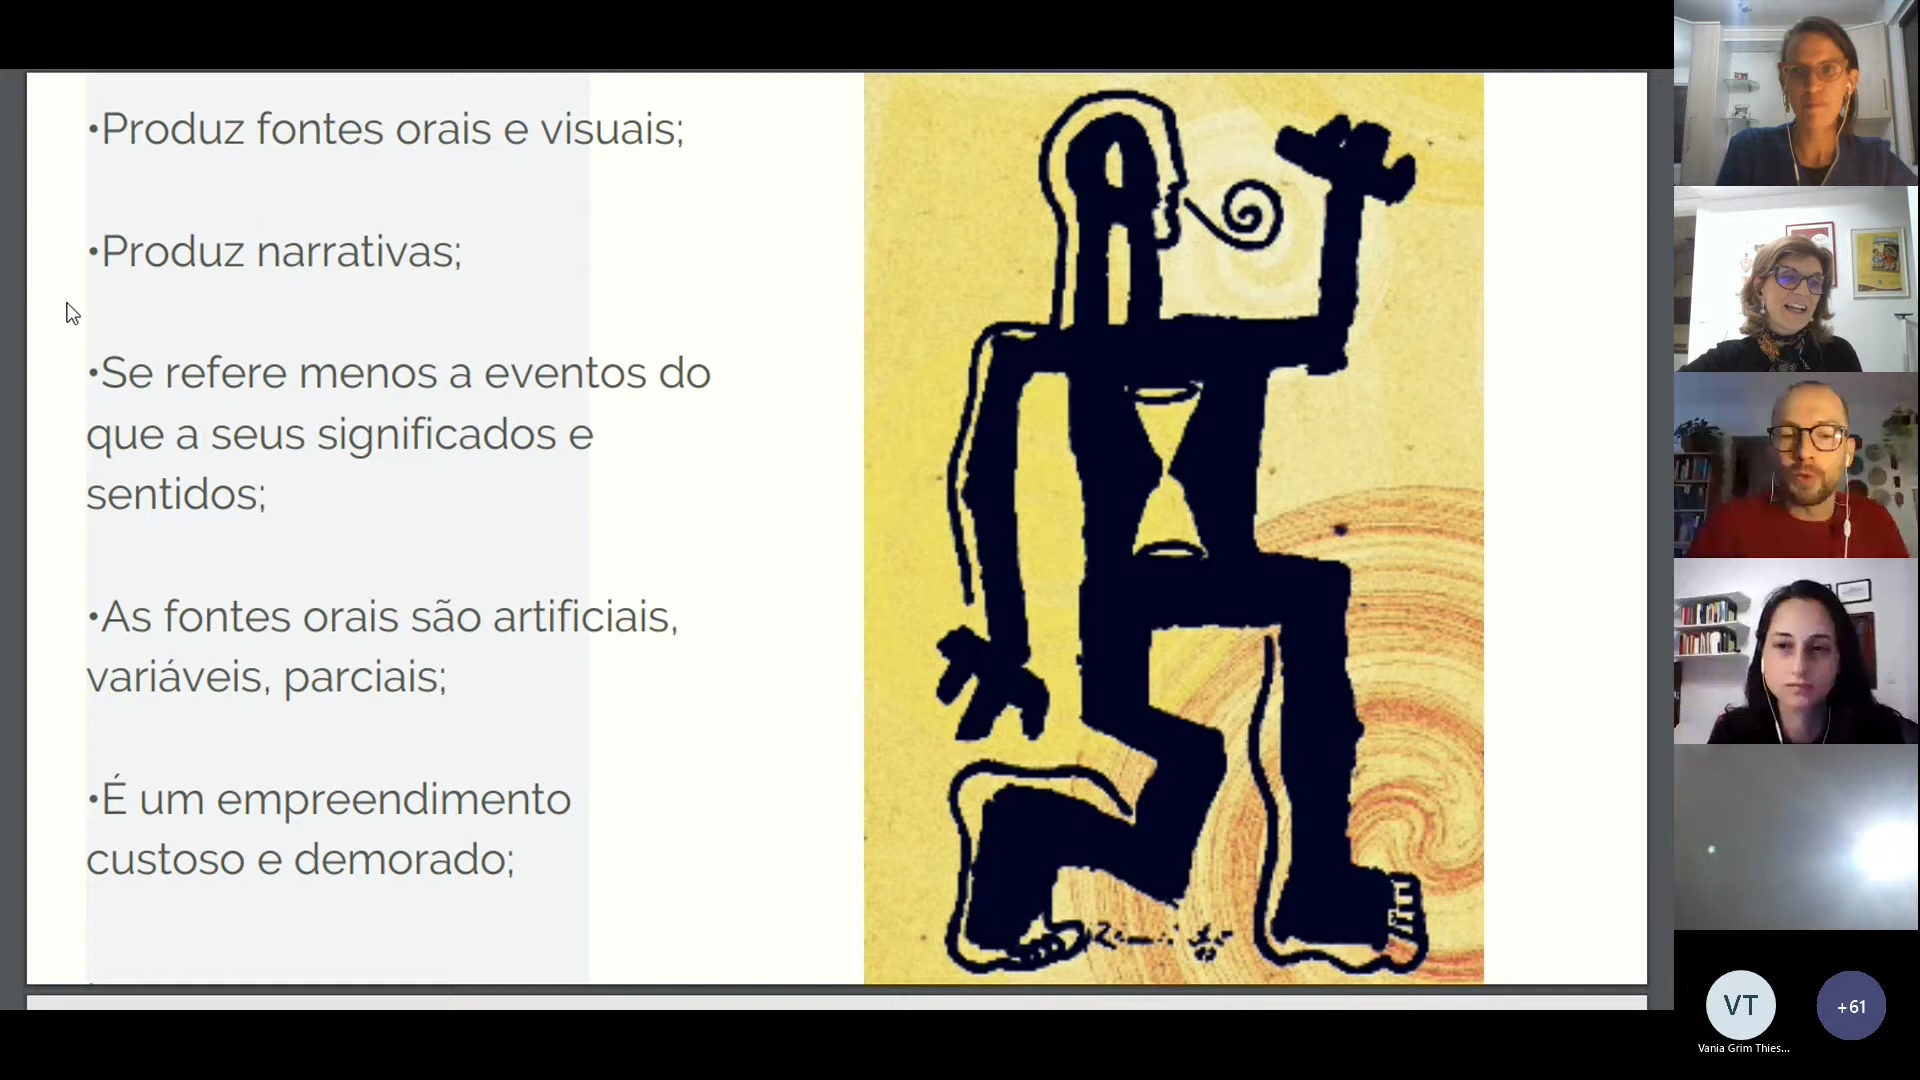 •Produz fontes orais e visuais;
•Produz narrativas;
•Se refere menos a eventos do
que a seus significados e
sentidos;
•As fontes orais são artificiais,
variáveis, parciais;
•É um empreendimento
custoso e demorado;
VT
+61
Vania Grim Thies...